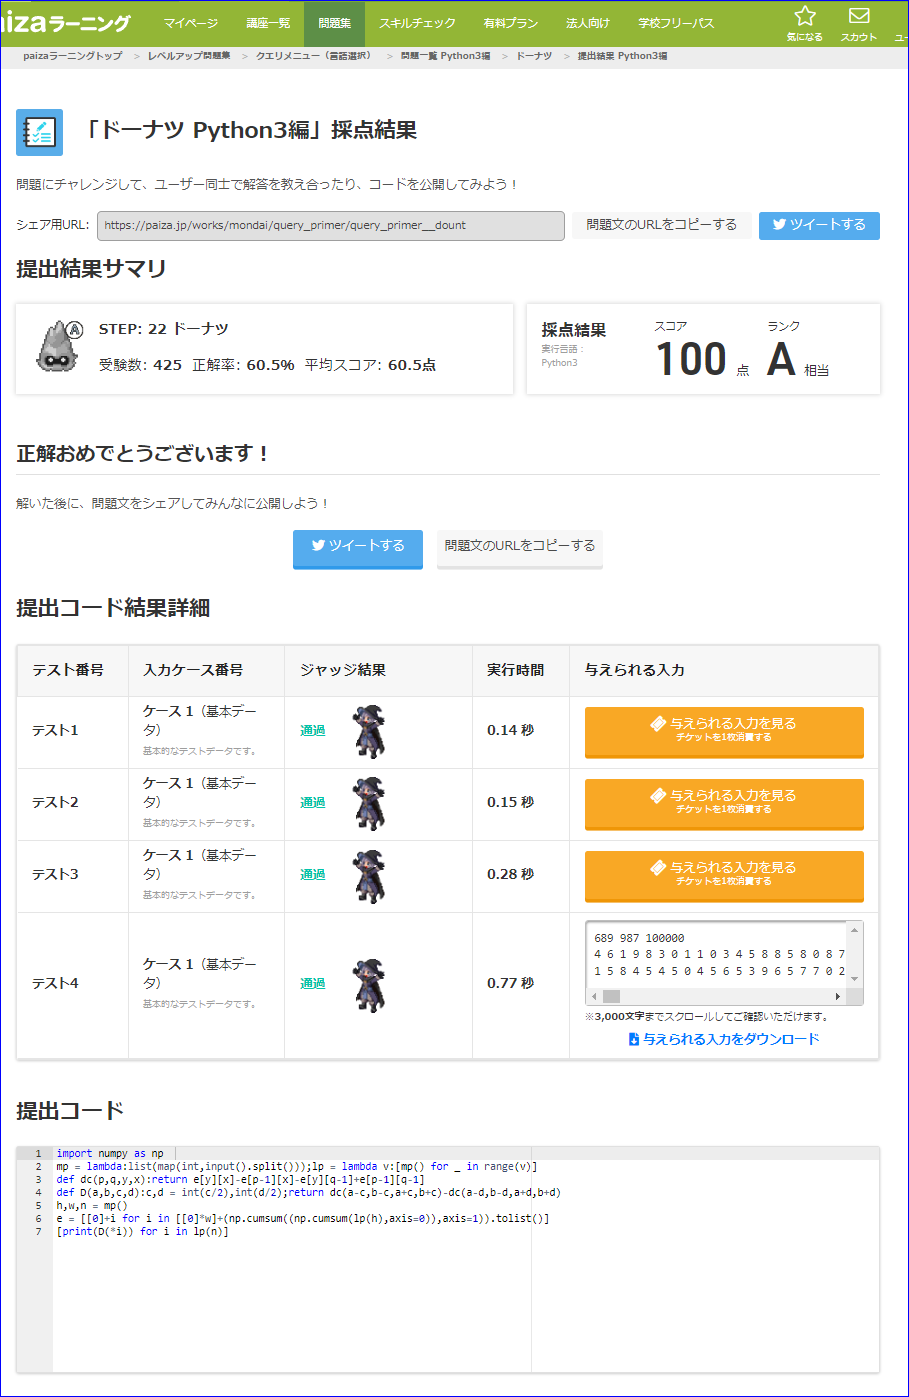 aizaラーニング
マイページ
講座一覧
問題集
スキルチェック
有料プラン
法人向け
学校フリーパス
気になる
スカウト
ユー
paizaラーニングトップ > レベルアップ問題集 > クエリメニュー（言語選択） > 問題一覧 Python3編 > ドーナツ > 提出結果 Python3編
「ドーナツ Python3編」採点結果
問題にチャレンジして、ユーザー同士で解答を教え合ったり、コードを公開してみよう！
シェア用URL: https://paiza.jp/works/mondai/query_primer/query_primer__dount 問題文のURLをコピーする ツイートする
提出結果サマリ
A
STEP: 22 ドーナツ
受験数: 425 正解率: 60.5% 平均スコア: 60.5点
採点結果
実行言語：
Python3
スコア
100 点
ランク
A 相当
正解おめでとうございます！
解いた後に、問題文をシェアしてみんなに公開しよう！
ツイートする 問題文のURLをコピーする
提出コード結果詳細
テスト番号 入力ケース番号 ジャッジ結果 実行時間 与えられる入力
テスト1
ケース 1（基本デー
タ）
基本的なテストデータです。
通過
0.14 秒
与えられる入力を見る
チケットを1枚消費する
テスト2
ケース 1（基本デー
タ）
基本的なテストデータです。
通過
0.15 秒
与えられる入力を見る
チケットを1枚消費する
テスト3
ケース 1（基本デー
タ）
基本的なテストデータです。
通過
0.28 秒
与えられる入力を見る
チケットを1枚消費する
テスト4
ケース 1（基本デー
タ）
基本的なテストデータです。
通過
0.77 秒
689 987 100000
4 6 1 9 8 3 0 1 1 0 3 4 5 8 8 5 8 0 8 7
1 5 8 4 5 4 5 0 4 5 6 5 3 9 6 5 7 7 0 2
※3,000文字までスクロールしてご確認いただけます。
与えられる入力をダウンロード
提出コード
1 import numpy as np
2 mp = lambda:list(map(int,input().split()));lp = lambda v:[mp() for _ in range(v)]
3 def dc(p,q,y,x):return e[y][x]-e[p-1][x]-e[y][q-1]+e[p-1][q-1]
4 def D(a,b,c,d):c,d = int(c/2),int(d/2);return dc(a-c,b-c,a+c,b+c)-dc(a-d,b-d,a+d,b+d)
5 h,w,n = mp()
6 e = [[0]+i for i in [[0]*w]+(np.cumsum((np.cumsum(lp(h),axis=0)),axis=1)).tolist()]
7 [print(D(*i)) for i in lp(n)]